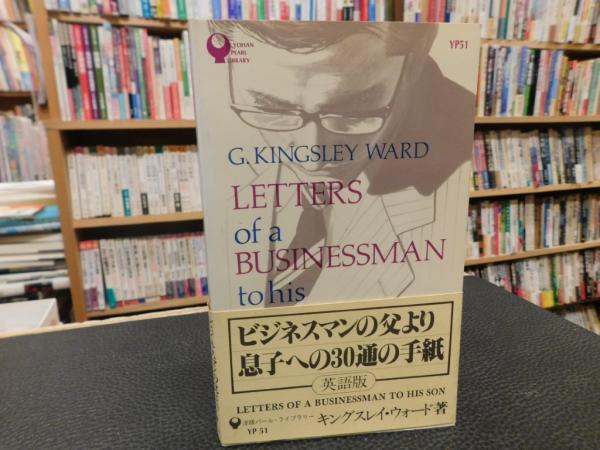 YOHAN
PEARL
LIBRARY
YP51
G. KINGSLEY WARD
LETTERS
of a
BUSINESSMAN
to his
ビジネスマンの父より
息子への30通の手紙
英語版
LETTERS OF A BUSINESSMAN TO HIS SON
洋販パール・ライブラリー
YP 51
キングスレイ・ウォード著